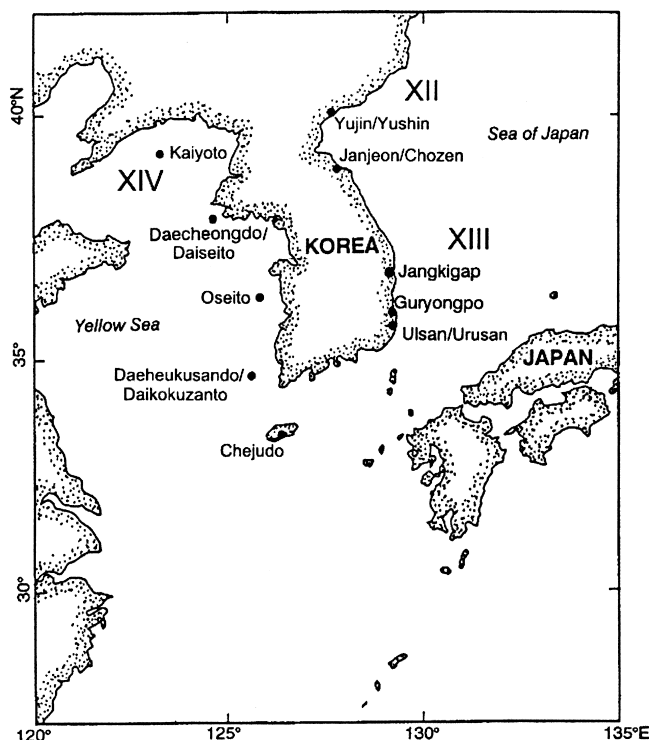 XII
40°N
Yujin/Yushin
Sea of Japan
Kaiyoto
Janjeon/Chozen
XIV
Daecheongdo/
Daiseito
KOREA
XIII
Jangkigap
Oseito
Guryongpo
Yellow Sea
Ulsan/Urusan
35°
JAPAN
Daeheukusando/
Daikokuzanto
Chejudo
30°
120°
125°
130°
135°E